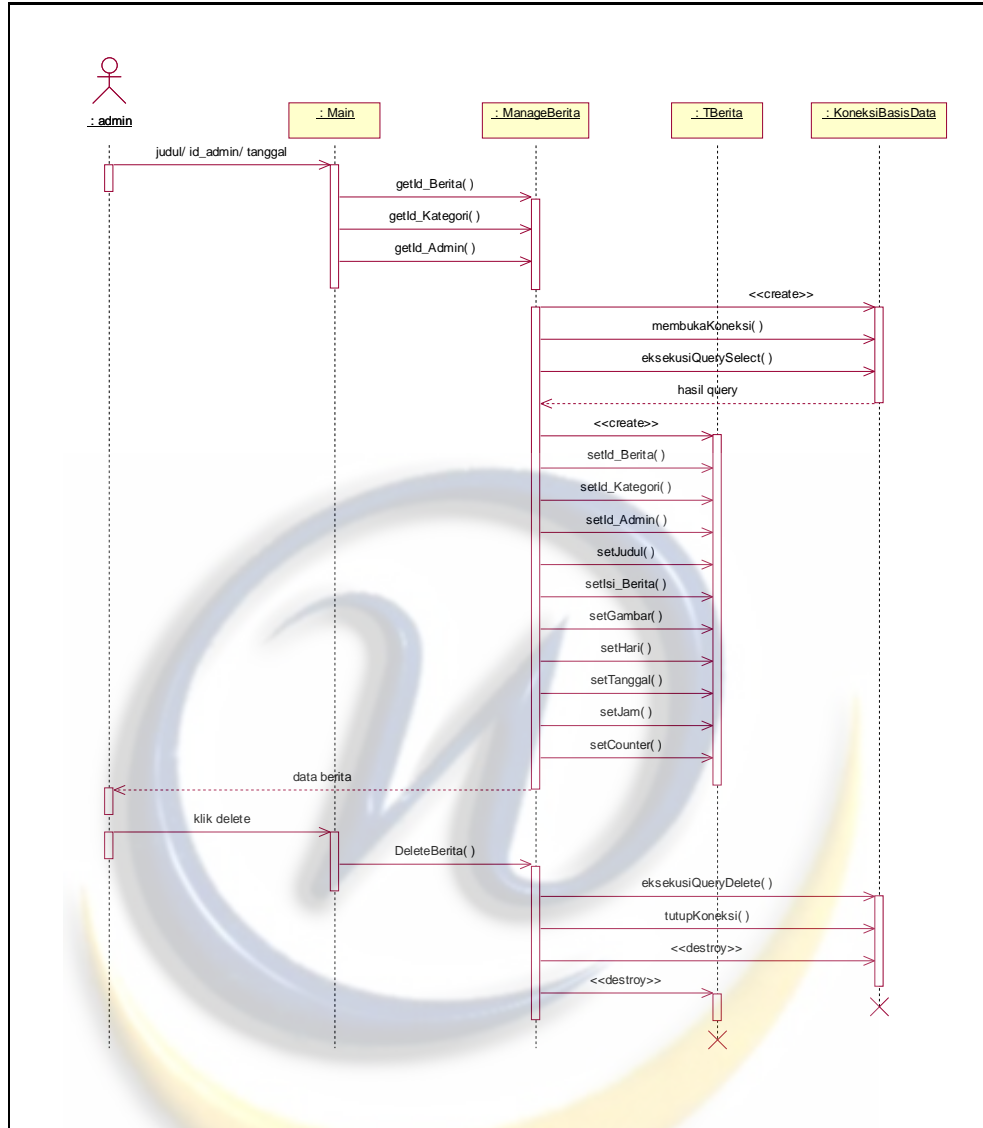 : admin
: Main
: ManageBerita
: TBerita
: KoneksiBasisData
judul/ id_admin/ tanggal
getId_Berita( )
getId_Kategori( )
getId_Admin( )
<<create>>
membukaKoneksi( )
eksekusiQuerySelect( )
hasil query
<<create>>
setId_Berita( )
setId_Kategori( )
setId_Admin( )
setJudul( )
setIsi_Berita( )
setGambar( )
setHari( )
setTanggal( )
setJam( )
setCounter( )
data berita
klik delete
DeleteBerita( )
eksekusiQueryDelete( )
tutupKoneksi( )
<<destroy>>
<<destroy>>